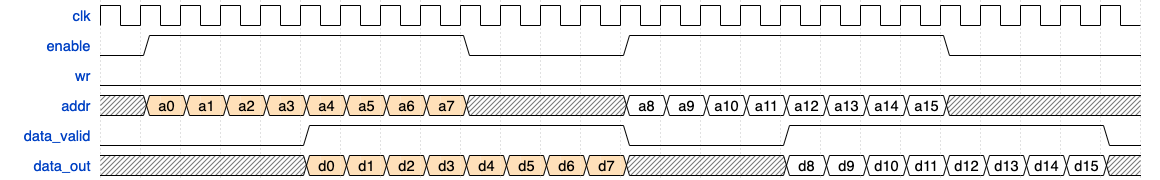 clk
enable
wr
addr a0 a1 a2 a3 a4 a5 a6 a7 a8 a9 a10 a11 a12 a13 a14 a15
data_valid
data_out d0 d1 d2 d3 d4 d5 d6 d7 d8 d9 d10 d11 d12 d13 d14 d15